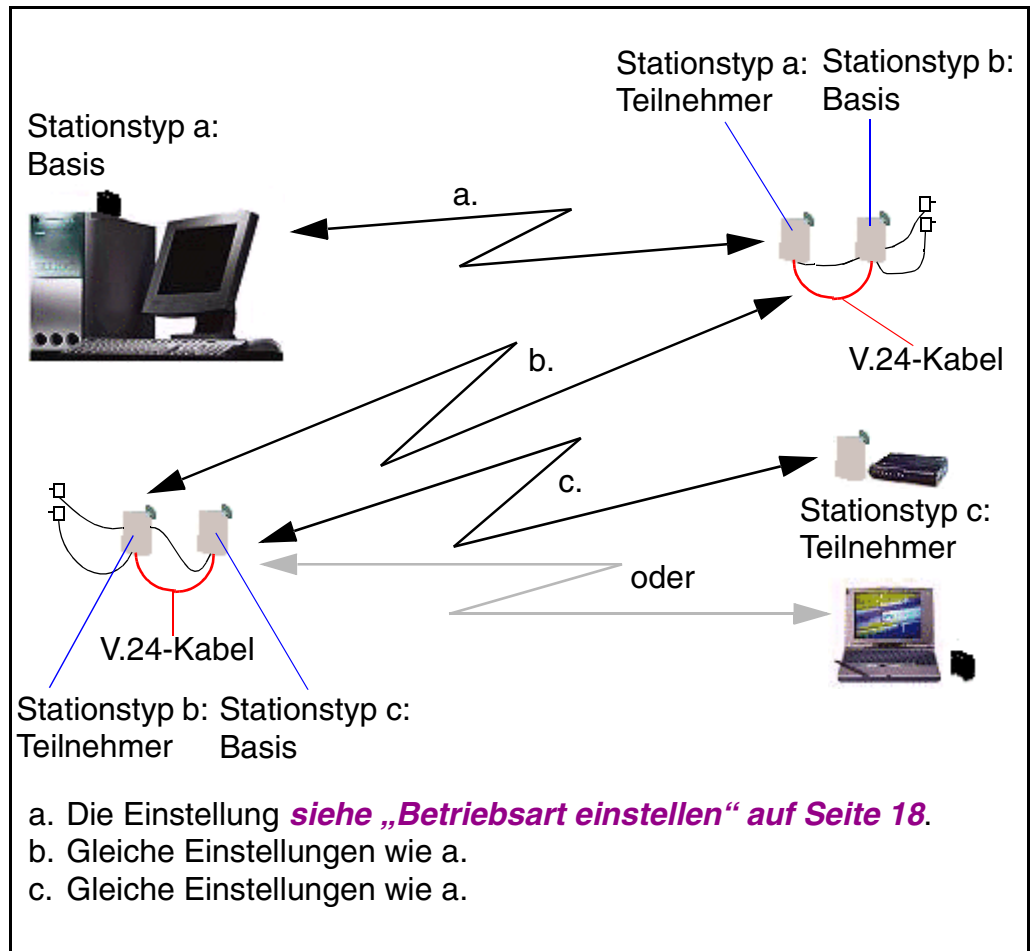 Stationstyp a:
Teilnehmer
Stationstyp b:
Basis
Stationstyp a:
Basis
a.
V.24-Kabel
b.
c.
Stationstyp c:
Teilnehmer
oder
V.24-Kabel
Stationstyp b:
Teilnehmer
Stationstyp c:
Basis
a. Die Einstellung siehe „Betriebsart einstellen“ auf Seite 18.
b. Gleiche Einstellungen wie a.
c. Gleiche Einstellungen wie a.